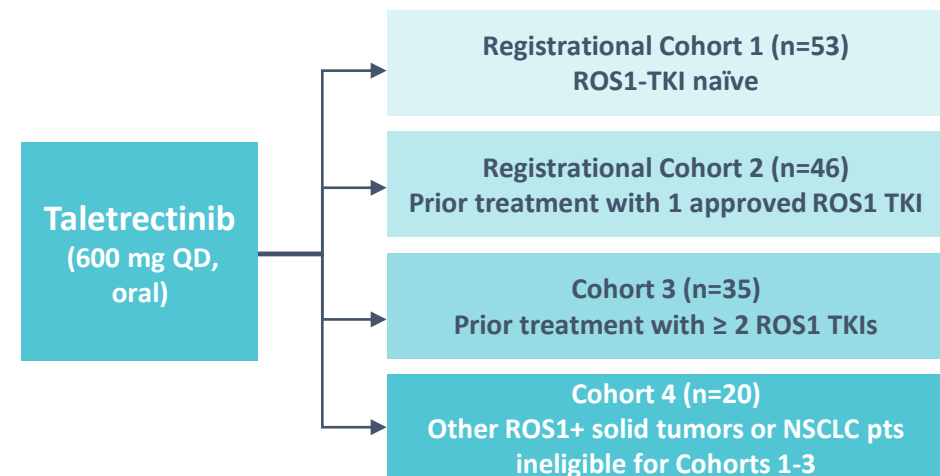 Taletrectinib
(600 mg QD,
oral)
Registrational Cohort 1 (n=53)
ROS1-TKI naïve
Registrational Cohort 2 (n=46)
Prior treatment with 1 approved ROS1 TKI
Cohort 3 (n=35)
Prior treatment with ≥ 2 ROS1 TKIs
Cohort 4 (n=20)
Other ROS1+ solid tumors or NSCLC pts
ineligible for Cohorts 1-3